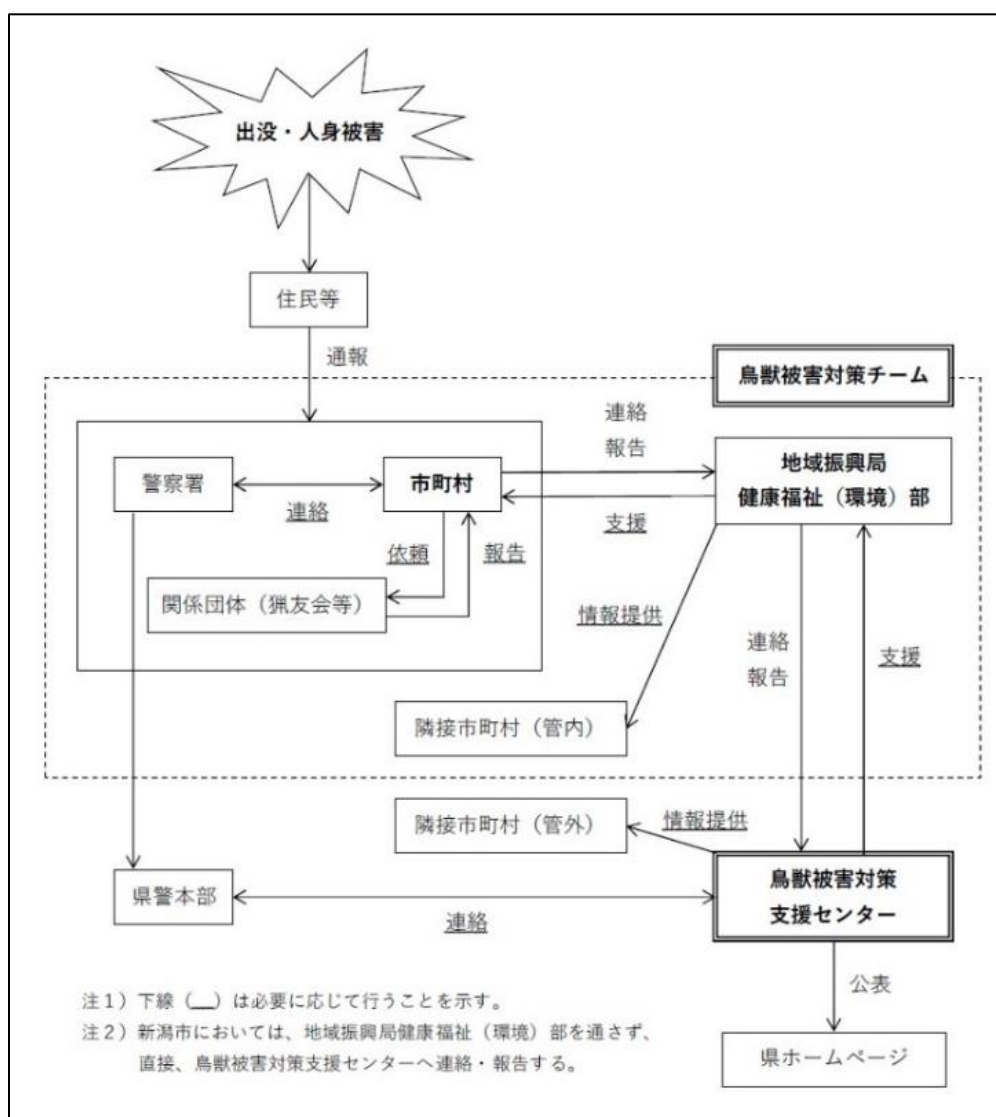 出没・人身被害
住民等
通報
鳥獣被害対策チーム
連絡
報告
地域振興局
健康福祉（環境）部
警察署
市町村
連絡
支援
依頼
報告
関係団体（猟友会等）
情報提供
連絡
報告
支援
隣接市町村（管内）
隣接市町村（管外）
情報提供
鳥獣被害対策
支援センター
県警本部
連絡
公表
注１）下線（__）は必要に応じて行うことを示す。
注２）新潟市においては、地域振興局健康福祉（環境）部を通さず、
直接、鳥獣被害対策支援センターへ連絡・報告する。
県ホームページ